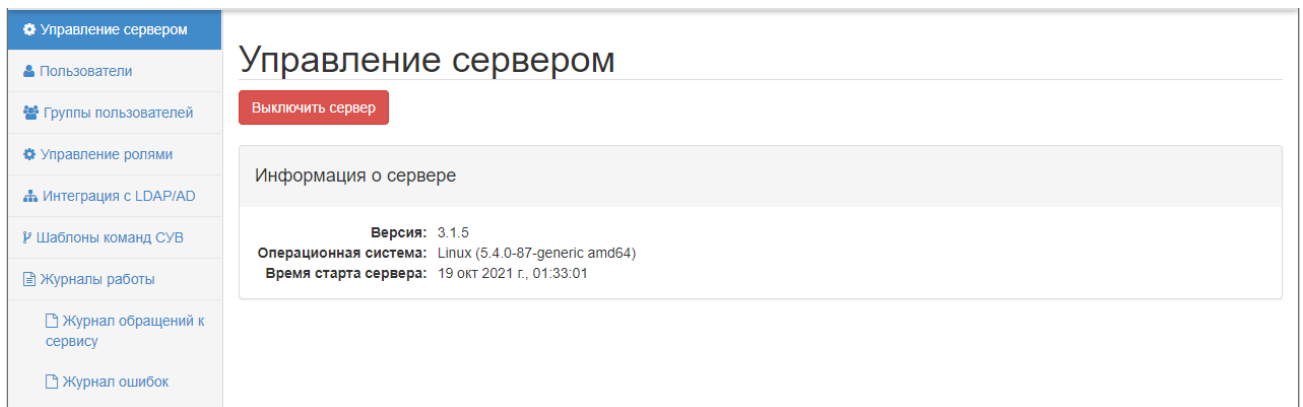 Управление сервером
Пользователи
Группы пользователей
Управление ролями
Интеграция с LDAP/AD
Шаблоны команд СУВ
Журналы работы
Журнал обращений к
сервису
Журнал ошибок
Управление сервером
Выключить сервер
Информация о сервере
Версия: 3.1.5
Операционная система: Linux (5.4.0-87-generic amd64)
Время старта сервера: 19 окт 2021 г., 01:33:01